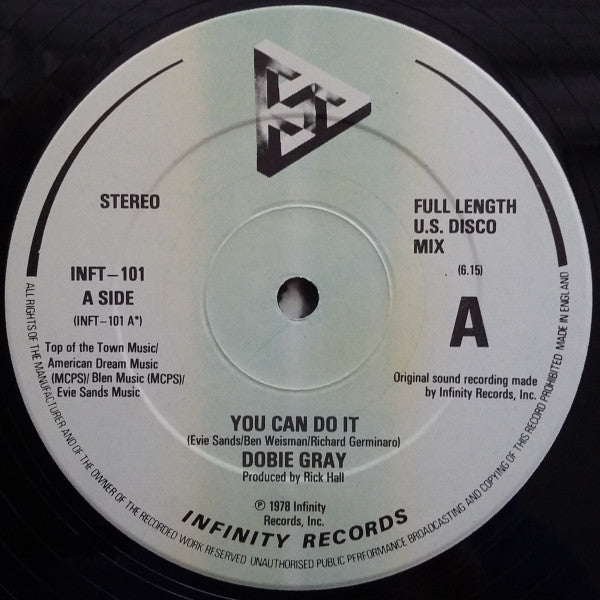 STEREO
FULL LENGTH
U.S. DISCO
MIX
(6.15)
INFT–101
A SIDE
(INFT–101 A*)
A
Top of the Town Music/
American Dream Music
(MCPS)/ Blen Music (MCPS)/
Evie Sands Music
Original sound recording made
by Infinity Records, Inc.
YOU CAN DO IT
(Evie Sands/Ben Weisman/Richard Germinaro)
DOBIE GRAY
Produced by Rick Hall
℗ 1978 Infinity
Records, Inc.
INFINITY RECORDS
ALL RIGHTS OF THE MANUFACTURER AND OF THE OWNER OF THE RECORDED WORK RESERVED. UNAUTHORISED PUBLIC PERFORMANCE BROADCASTING AND COPYING OF THIS RECORD PROHIBITED MADE IN ENGLAND